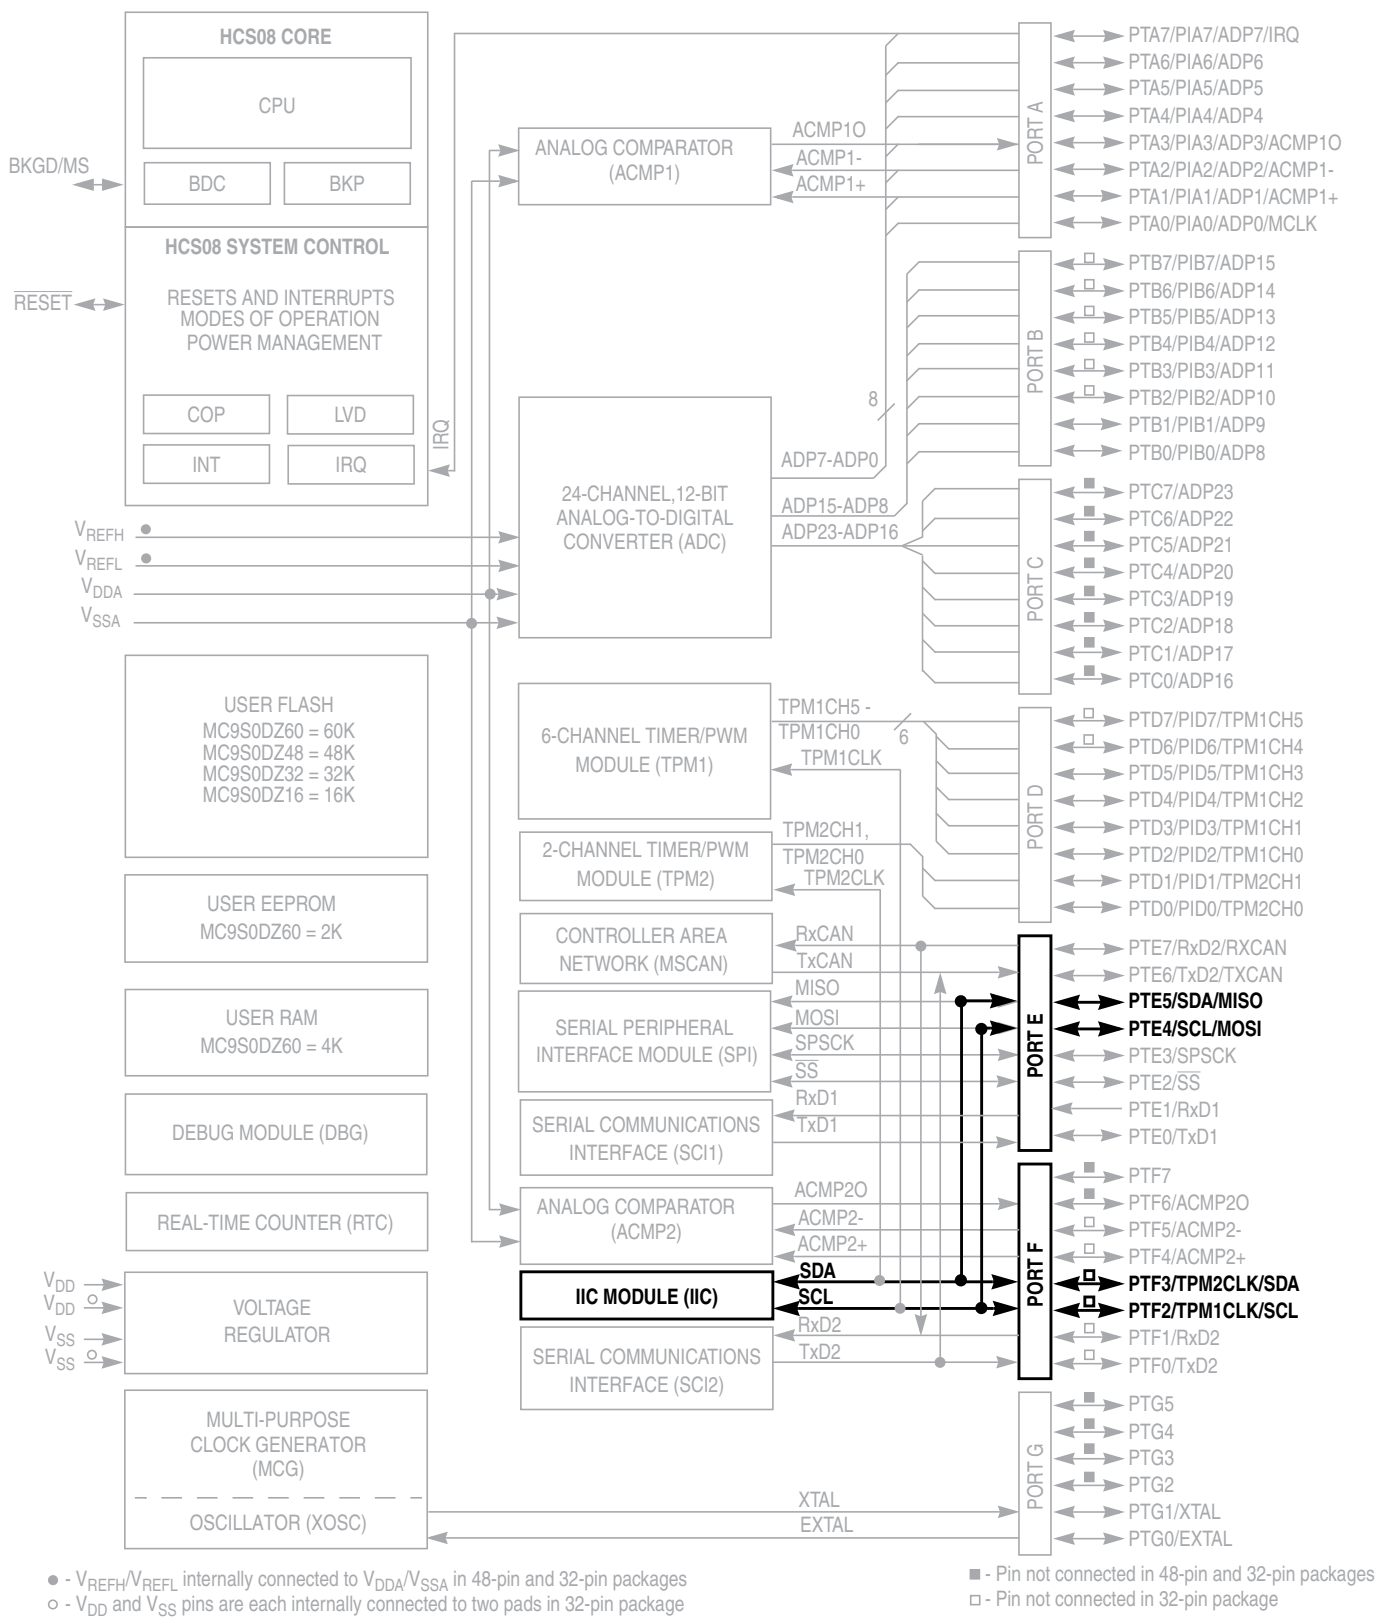 HCS08 CORE
CPU
BDC
BKP
BKGD/MS
HCS08 SYSTEM CONTROL
RESETS AND INTERRUPTS
MODES OF OPERATION
POWER MANAGEMENT
RESET
COP
LVD
INT
IRQ
IRQ
VREFH
VREFL
VDDA
VSSA
USER FLASH
MC9S0DZ60 = 60K
MC9S0DZ48 = 48K
MC9S0DZ32 = 32K
MC9S0DZ16 = 16K
USER EEPROM
MC9S0DZ60 = 2K
USER RAM
MC9S0DZ60 = 4K
DEBUG MODULE (DBG)
REAL-TIME COUNTER (RTC)
VDD
VDD
VSS
VSS
VOLTAGE
REGULATOR
MULTI-PURPOSE
CLOCK GENERATOR
(MCG)
OSCILLATOR (XOSC)
ANALOG COMPARATOR
(ACMP1)
ACMP1O
ACMP1-
ACMP1+
24-CHANNEL,12-BIT
ANALOG-TO-DIGITAL
CONVERTER (ADC)
8
ADP7-ADP0
ADP15-ADP8
ADP23-ADP16
6-CHANNEL TIMER/PWM
MODULE (TPM1)
TPM1CH5 -
TPM1CH0
6
TPM1CLK
2-CHANNEL TIMER/PWM
MODULE (TPM2)
TPM2CH1,
TPM2CH0
TPM2CLK
CONTROLLER AREA
NETWORK (MSCAN)
RxCAN
TxCAN
SERIAL PERIPHERAL
INTERFACE MODULE (SPI)
MISO
MOSI
SPSCK
SS
SERIAL COMMUNICATIONS
INTERFACE (SCI1)
RxD1
TxD1
ANALOG COMPARATOR
(ACMP2)
ACMP2O
ACMP2-
ACMP2+
IIC MODULE (IIC)
SDA
SCL
SERIAL COMMUNICATIONS
INTERFACE (SCI2)
RxD2
TxD2
XTAL
EXTAL
PORT A
PTA7/PIA7/ADP7/IRQ
PTA6/PIA6/ADP6
PTA5/PIA5/ADP5
PTA4/PIA4/ADP4
PTA3/PIA3/ADP3/ACMP1O
PTA2/PIA2/ADP2/ACMP1-
PTA1/PIA1/ADP1/ACMP1+
PTA0/PIA0/ADP0/MCLK
PORT B
PTB7/PIB7/ADP15
PTB6/PIB6/ADP14
PTB5/PIB5/ADP13
PTB4/PIB4/ADP12
PTB3/PIB3/ADP11
PTB2/PIB2/ADP10
PTB1/PIB1/ADP9
PTB0/PIB0/ADP8
PORT C
PTC7/ADP23
PTC6/ADP22
PTC5/ADP21
PTC4/ADP20
PTC3/ADP19
PTC2/ADP18
PTC1/ADP17
PTC0/ADP16
PORT D
PTD7/PID7/TPM1CH5
PTD6/PID6/TPM1CH4
PTD5/PID5/TPM1CH3
PTD4/PID4/TPM1CH2
PTD3/PID3/TPM1CH1
PTD2/PID2/TPM1CH0
PTD1/PID1/TPM2CH1
PTD0/PID0/TPM2CH0
PORT E
PTE7/RxD2/RXCAN
PTE6/TxD2/TXCAN
PTE5/SDA/MISO
PTE4/SCL/MOSI
PTE3/SPSCK
PTE2/SS
PTE1/RxD1
PTE0/TxD1
PORT F
PTF7
PTF6/ACMP2O
PTF5/ACMP2-
PTF4/ACMP2+
PTF3/TPM2CLK/SDA
PTF2/TPM1CLK/SCL
PTF1/RxD2
PTF0/TxD2
PORT G
PTG5
PTG4
PTG3
PTG2
PTG1/XTAL
PTG0/EXTAL
● - VREFH/VREFL internally connected to VDDA/VSSA in 48-pin and 32-pin packages
○ - VDD and VSS pins are each internally connected to two pads in 32-pin package
■ - Pin not connected in 48-pin and 32-pin packages
□ - Pin not connected in 32-pin package